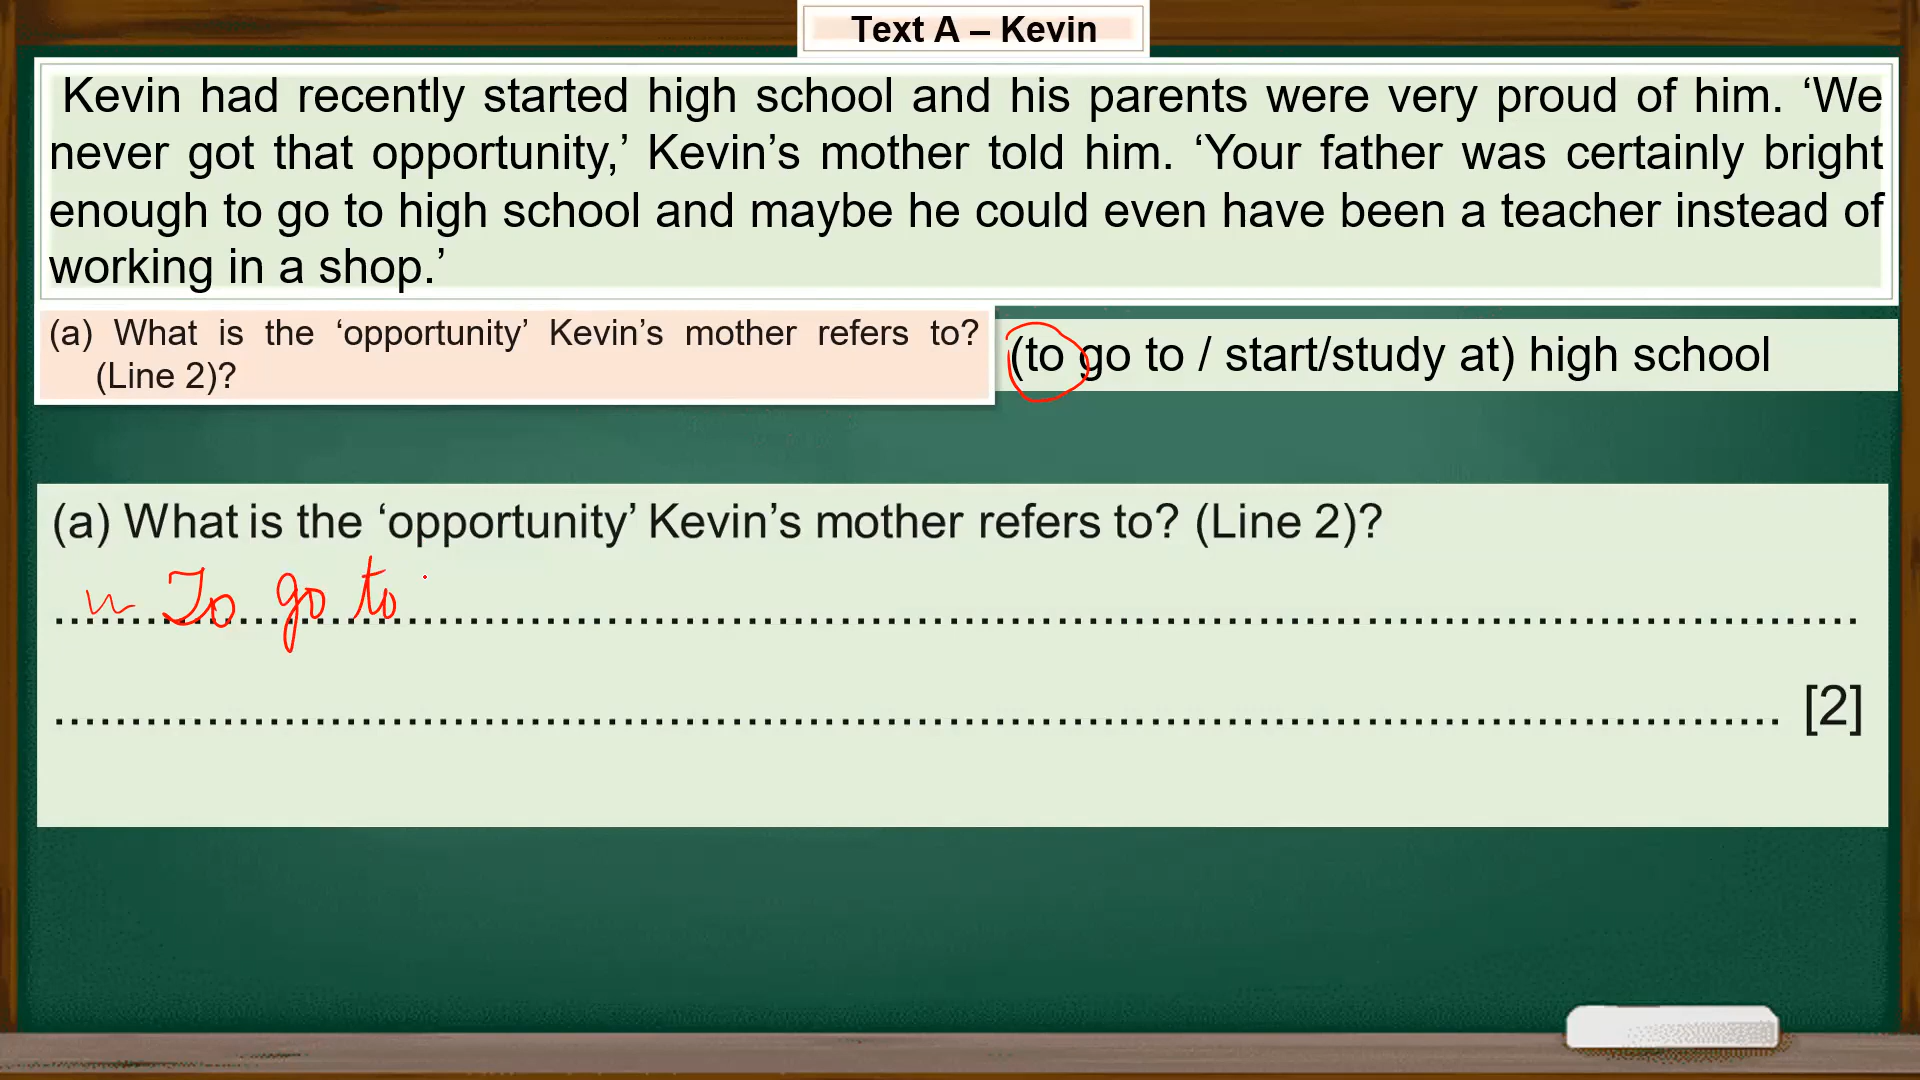 Text A – Kevin
Kevin had recently started high school and his parents were very proud of him. ‘We
never got that opportunity,’ Kevin’s mother told him. ‘Your father was certainly bright
enough to go to high school and maybe he could even have been a teacher instead of
working in a shop.’
(a) What is the ‘opportunity’ Kevin’s mother refers to?
(Line 2)?
(to go to / start/study at) high school
(a) What is the ‘opportunity’ Kevin’s mother refers to? (Line 2)?
To go to
[2]